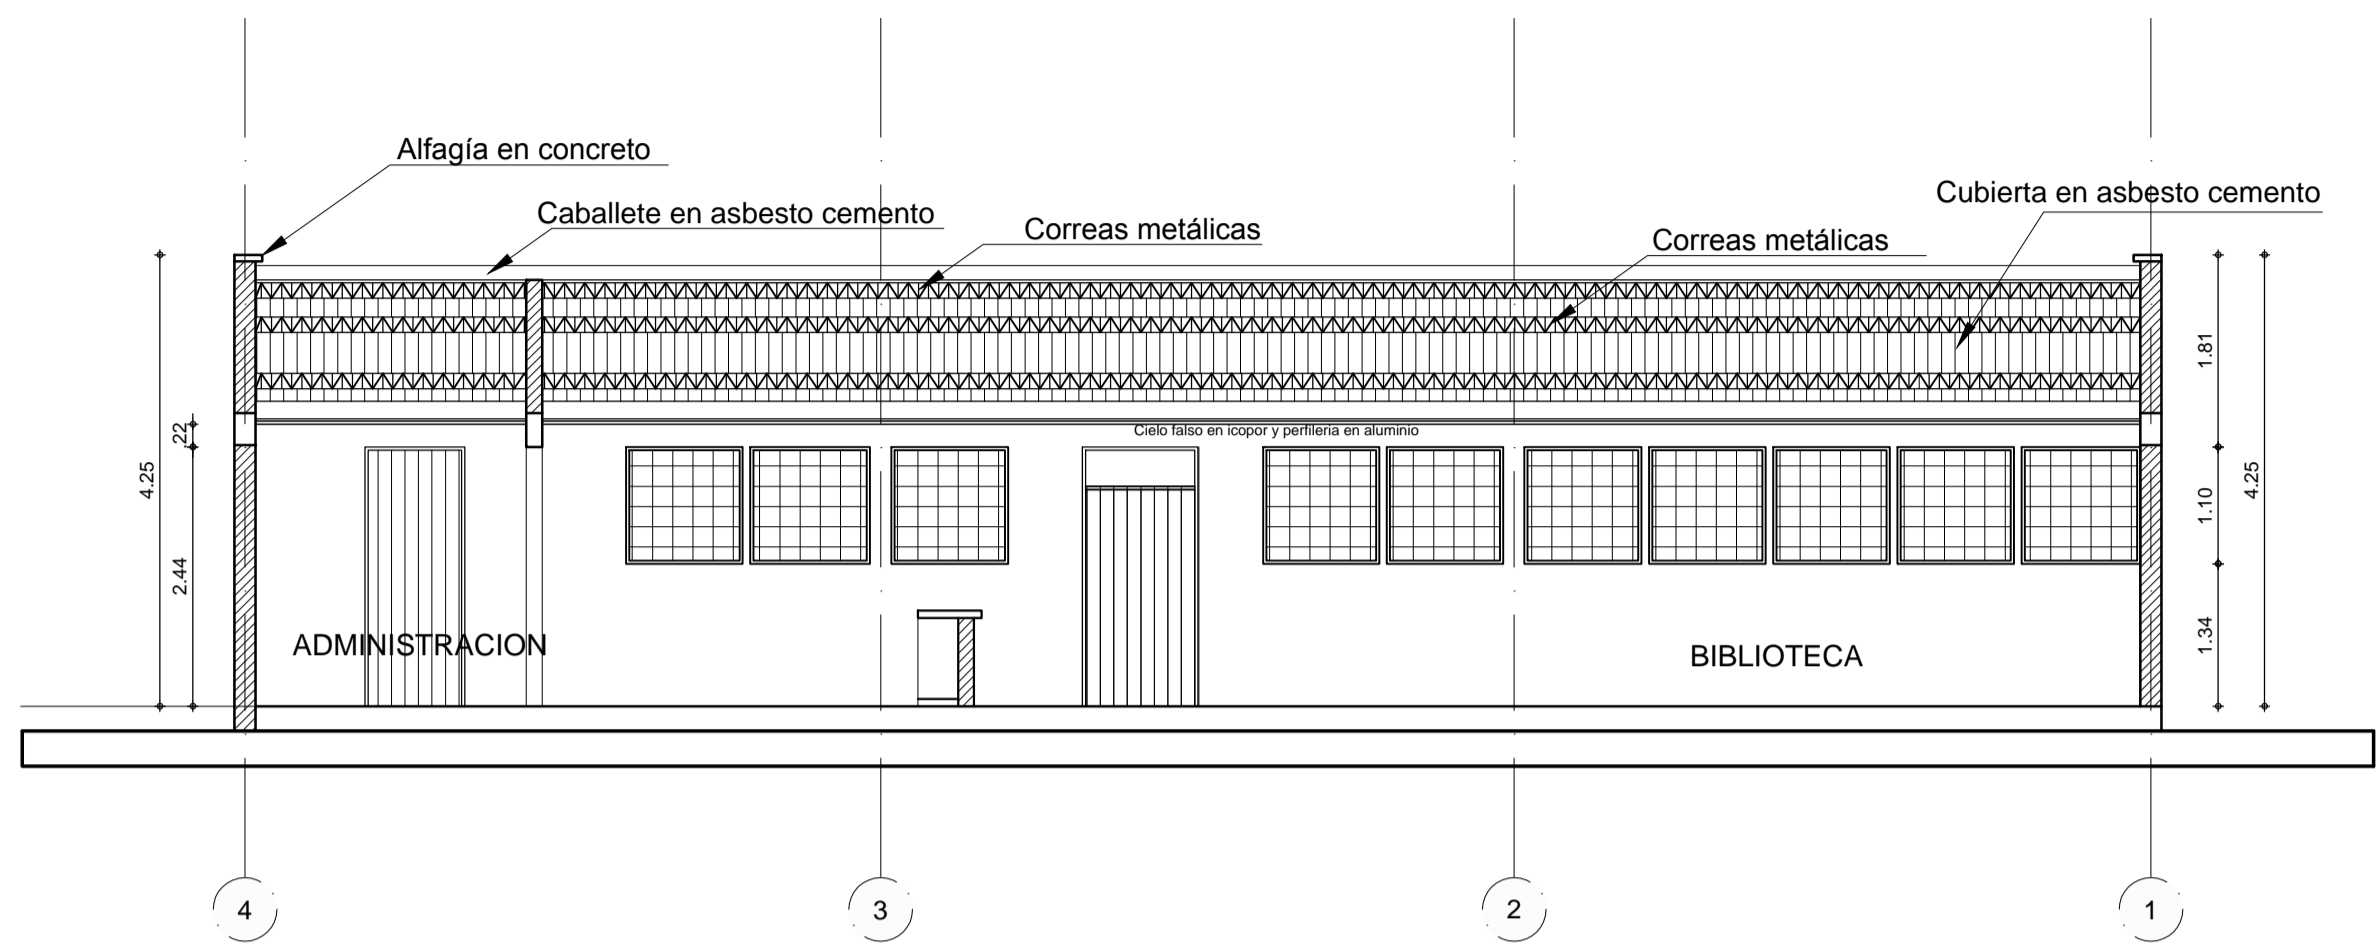 Alfagía en concreto
Cubierta en asbesto cemento
Caballete en asbesto cemento
Correas metálicas
Correas metálicas
1.81
.22
Cielo falso en icopor y perfileria en aluminio
4.25
4.25
1.10
2.44
1.34
ADMINISTRACION
BIBLIOTECA
4
3
2
1